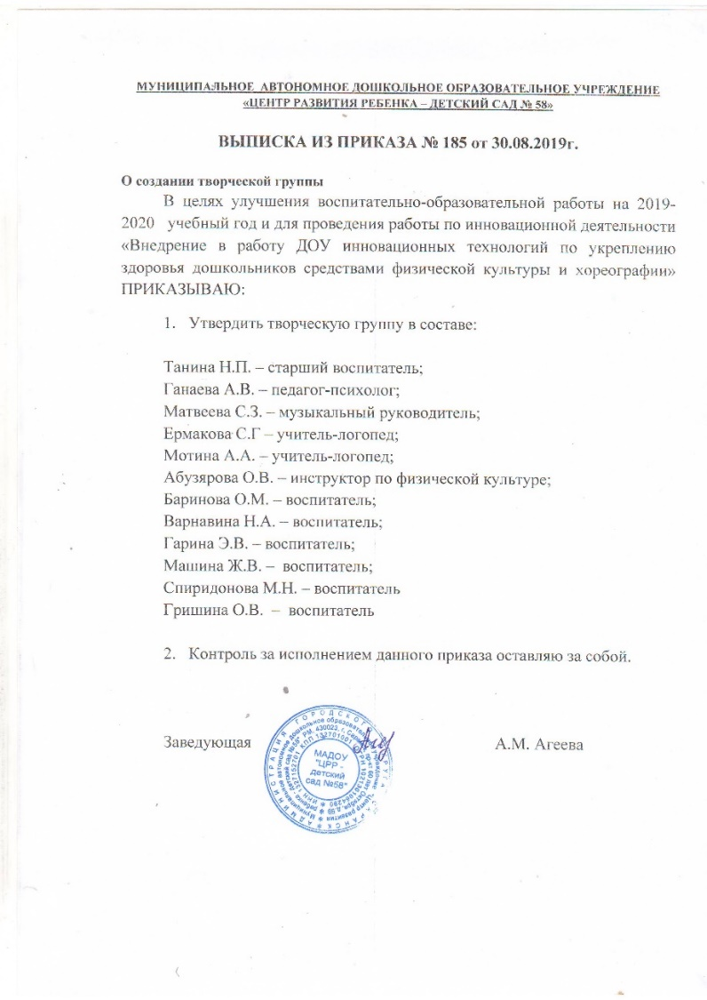 МУНИЦИПАЛЬНОЕ АВТОНОМНОЕ ДОШКОЛЬНОЕ ОБРАЗОВАТЕЛЬНОЕ УЧРЕЖДЕНИЕ
«ЦЕНТР РАЗВИТИЯ РЕБЕНКА – ДЕТСКИЙ САД № 58»
ВЫПИСКА ИЗ ПРИКАЗА № 185 от 30.08.2019г.
О создании творческой группы
В целях улучшения воспитательно-образовательной работы на 2019-
2020 учебный год и для проведения работы по инновационной деятельности
«Внедрение в работу ДОУ инновационных технологий по укреплению
здоровья дошкольников средствами физической культуры и хореографии»
ПРИКАЗЫВАЮ:
1. Утвердить творческую группу в составе:
Танина Н.П. – старший воспитатель;
Ганаева А.В. – педагог-психолог;
Матвеева С.З. – музыкальный руководитель;
Ермакова С.Г – учитель-логопед;
Мотина А.А. – учитель-логопед;
Абузярова О.В. – инструктор по физической культуре;
Баринова О.М. – воспитатель;
Варнавина Н.А. – воспитатель;
Гарина Э.В. – воспитатель;
Машина Ж.В. – воспитатель;
Спиридонова М.Н. – воспитатель
Гришина О.В. – воспитатель
2. Контроль за исполнением данного приказа оставляю за собой.
Заведующая А.М. Агеева
МАДОУ
"ЦРР -
детский
сад №58"